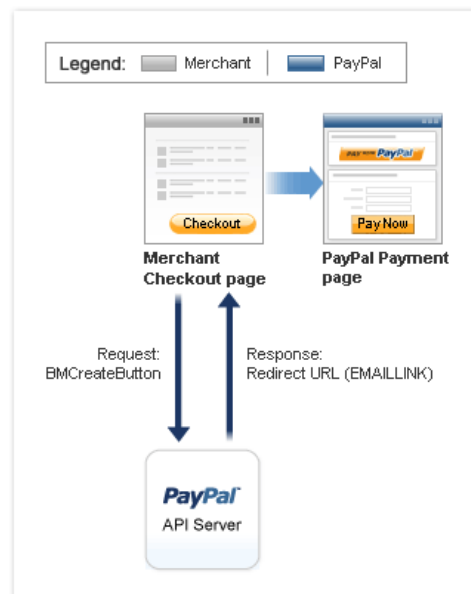 Legend: Merchant PayPal
PAY NOW PayPal
Checkout
Pay Now
Merchant
Checkout page
PayPal Payment
page
Request:
BMCreateButton
Response:
Redirect URL (EMAILLINK)
PayPal™
API Server